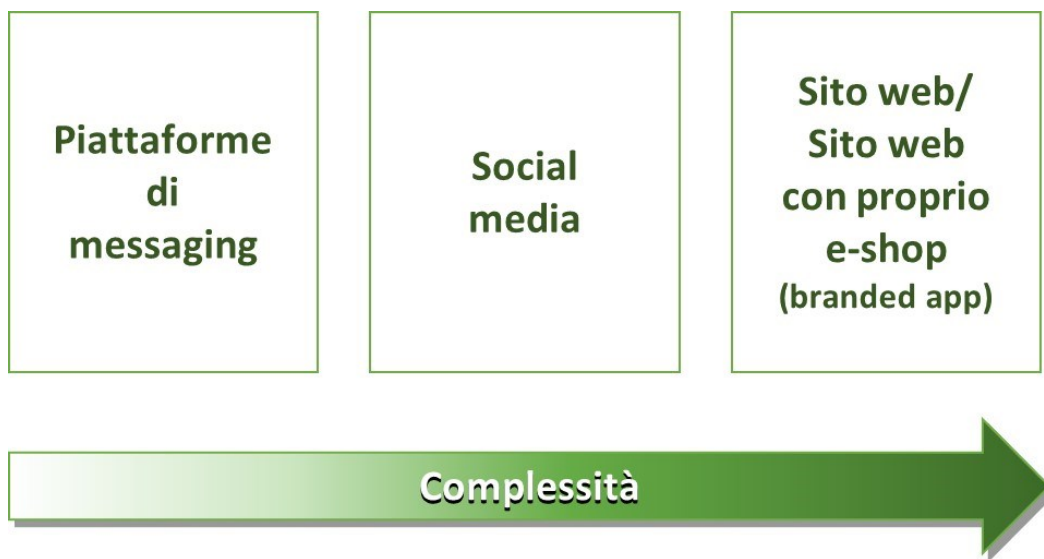 Piattaforme
di
messaging
Social
media
Sito web/
Sito web
con proprio
e-shop
(branded app)
Complessità